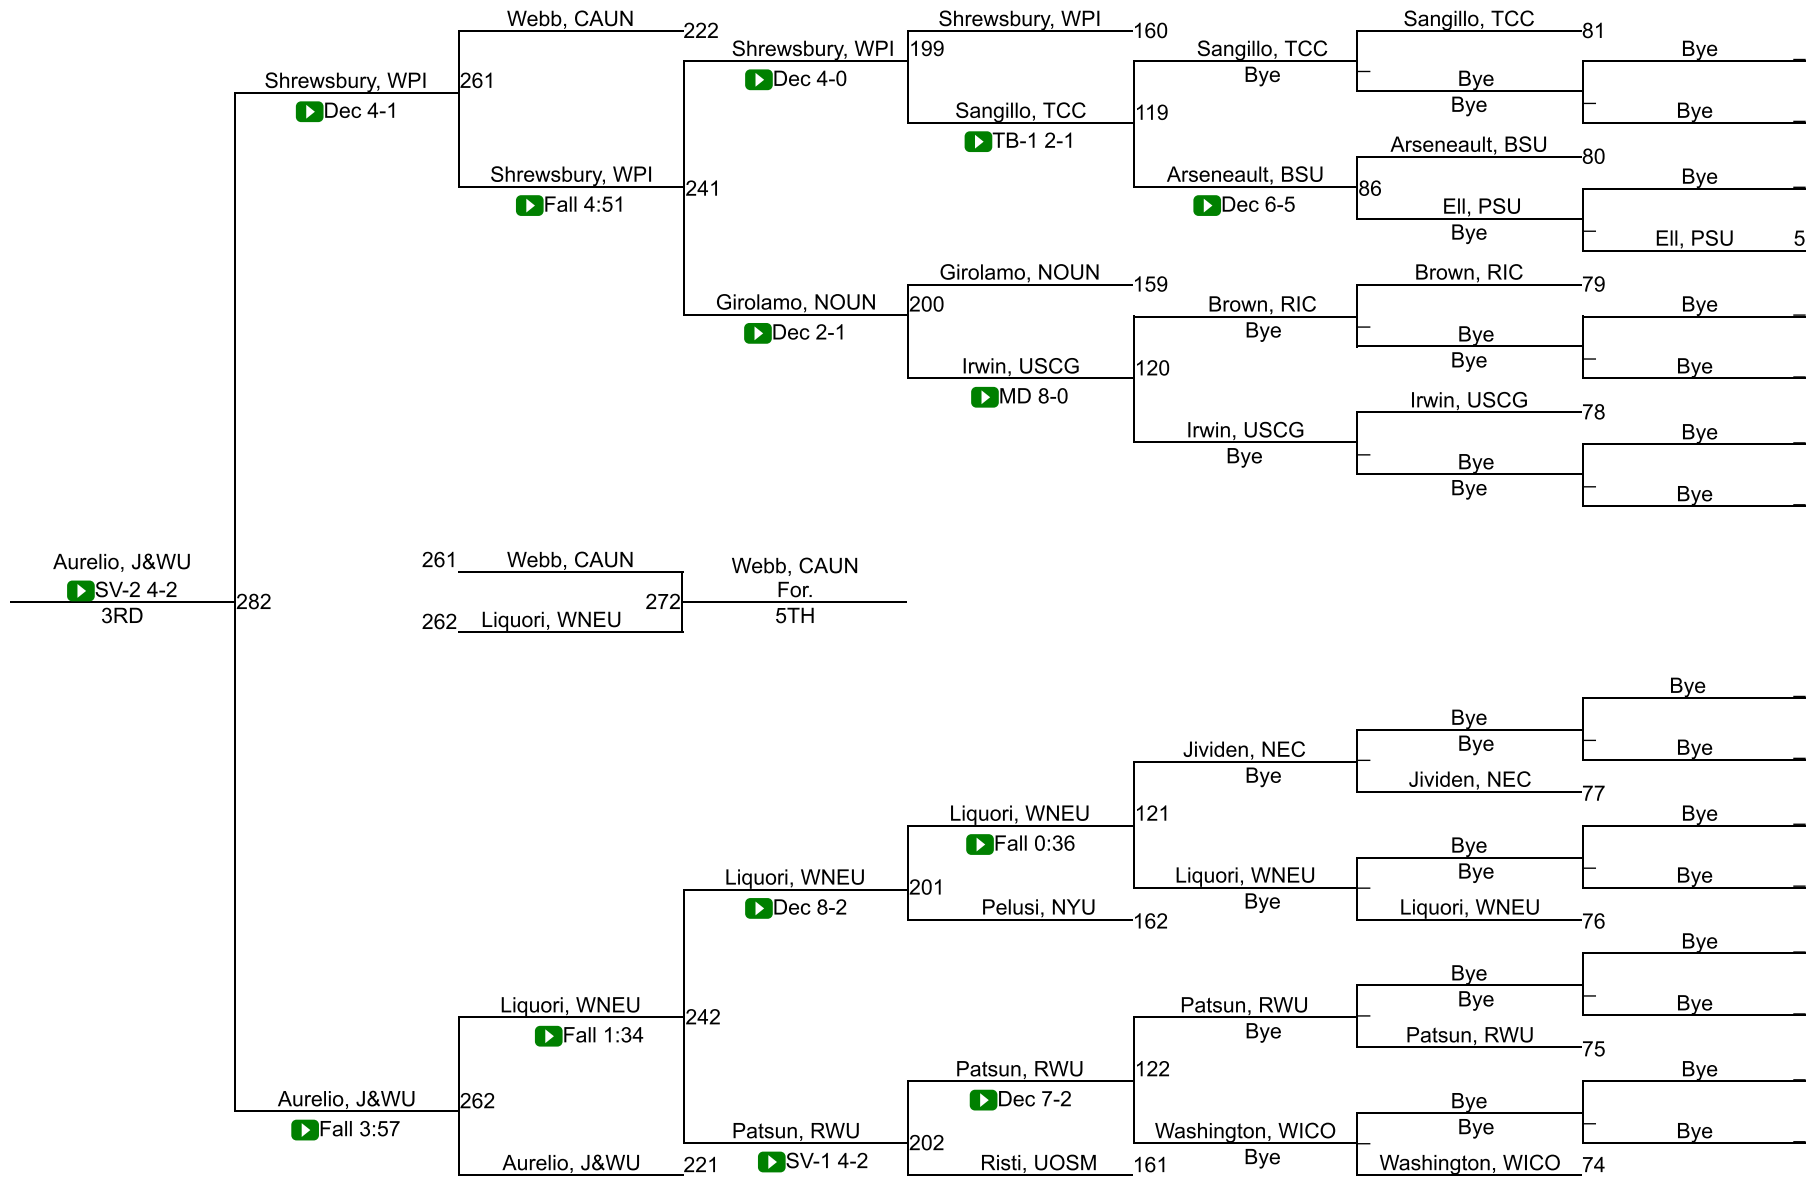 Webb, CAUN
222
Shrewsbury, WPI
160
Sangillo, TCC
81
Shrewsbury, WPI
199
Sangillo, TCC
Bye
Bye
Shrewsbury, WPI
261
Dec 4-0
Bye
Bye
Dec 4-1
Sangillo, TCC
119
Bye
Bye
TB-1 2-1
Arseneault, BSU
80
Shrewsbury, WPI
241
Arseneault, BSU
86
Bye
Fall 4:51
Dec 6-5
Ell, PSU
Bye
Ell, PSU
5
Girolamo, NOUN
159
Brown, RIC
79
Girolamo, NOUN
200
Brown, RIC
Bye
Dec 2-1
Bye
Bye
Irwin, USCG
120
Bye
Bye
MD 8-0
Irwin, USCG
78
Irwin, USCG
Bye
Bye
Bye
Bye
Bye
Aurelio, J&WU
261
Webb, CAUN
Webb, CAUN
SV-2 4-2
For.
282
272
3RD
262
Liquori, WNEU
5TH
Bye
Bye
Jividen, NEC
Bye
Bye
Bye
Jividen, NEC
77
Liquori, WNEU
121
Bye
Fall 0:36
Bye
Liquori, WNEU
201
Liquori, WNEU
Bye
Bye
Dec 8-2
Pelusi, NYU
162
Bye
Liquori, WNEU
76
Bye
Bye
Liquori, WNEU
242
Patsun, RWU
Bye
Bye
Fall 1:34
Bye
Patsun, RWU
75
Patsun, RWU
122
Bye
Aurelio, J&WU
262
Dec 7-2
Bye
Fall 3:57
Patsun, RWU
202
Washington, WICO
Bye
Bye
Aurelio, J&WU
221
SV-1 4-2
Risti, UOSM
161
Bye
Washington, WICO
74